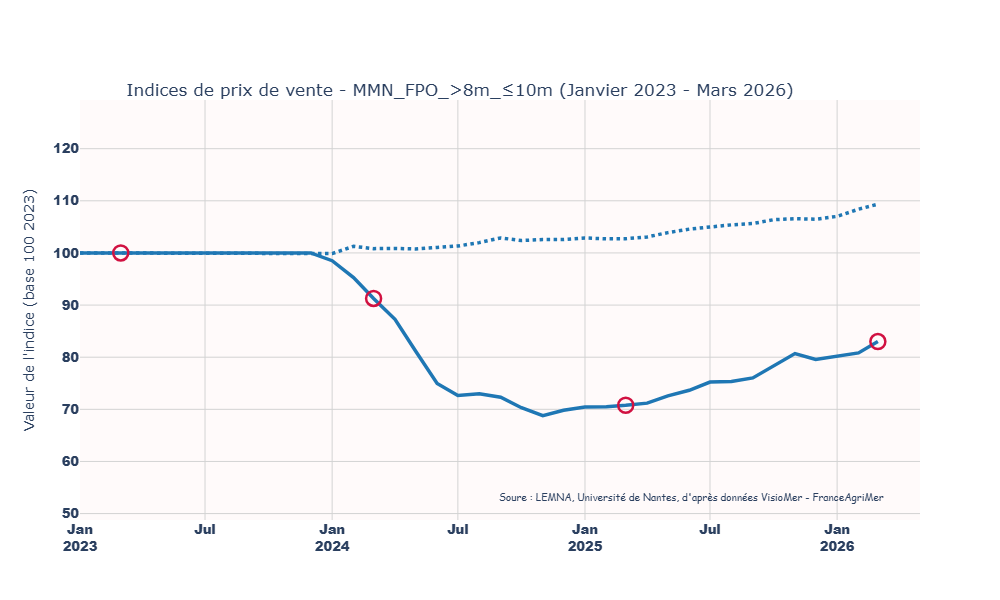 Indices de prix de vente - MMN_FPO_>8m_≤10m (Janvier 2023 - Mars 2026)
Valeur de l'indice (base 100 2023)
120
110
100
90
80
70
60
50
Soure : LEMNA, Université de Nantes, d'après données VisioMer - FranceAgriMer
Jan Jul Jan Jul Jan Jul Jan
2023 2024 2025 2026